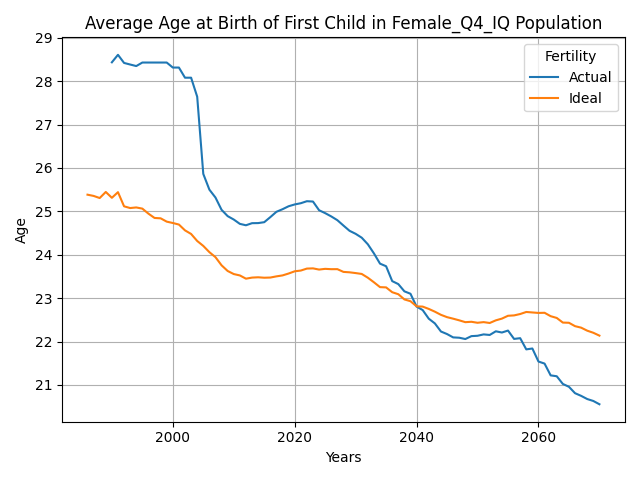 Average Age at Birth of First Child in Female_Q4_IQ Population
Fertility
Actual
Ideal
Age
29
28
27
26
25
24
23
22
21
2000
2020
2040
2060
Years